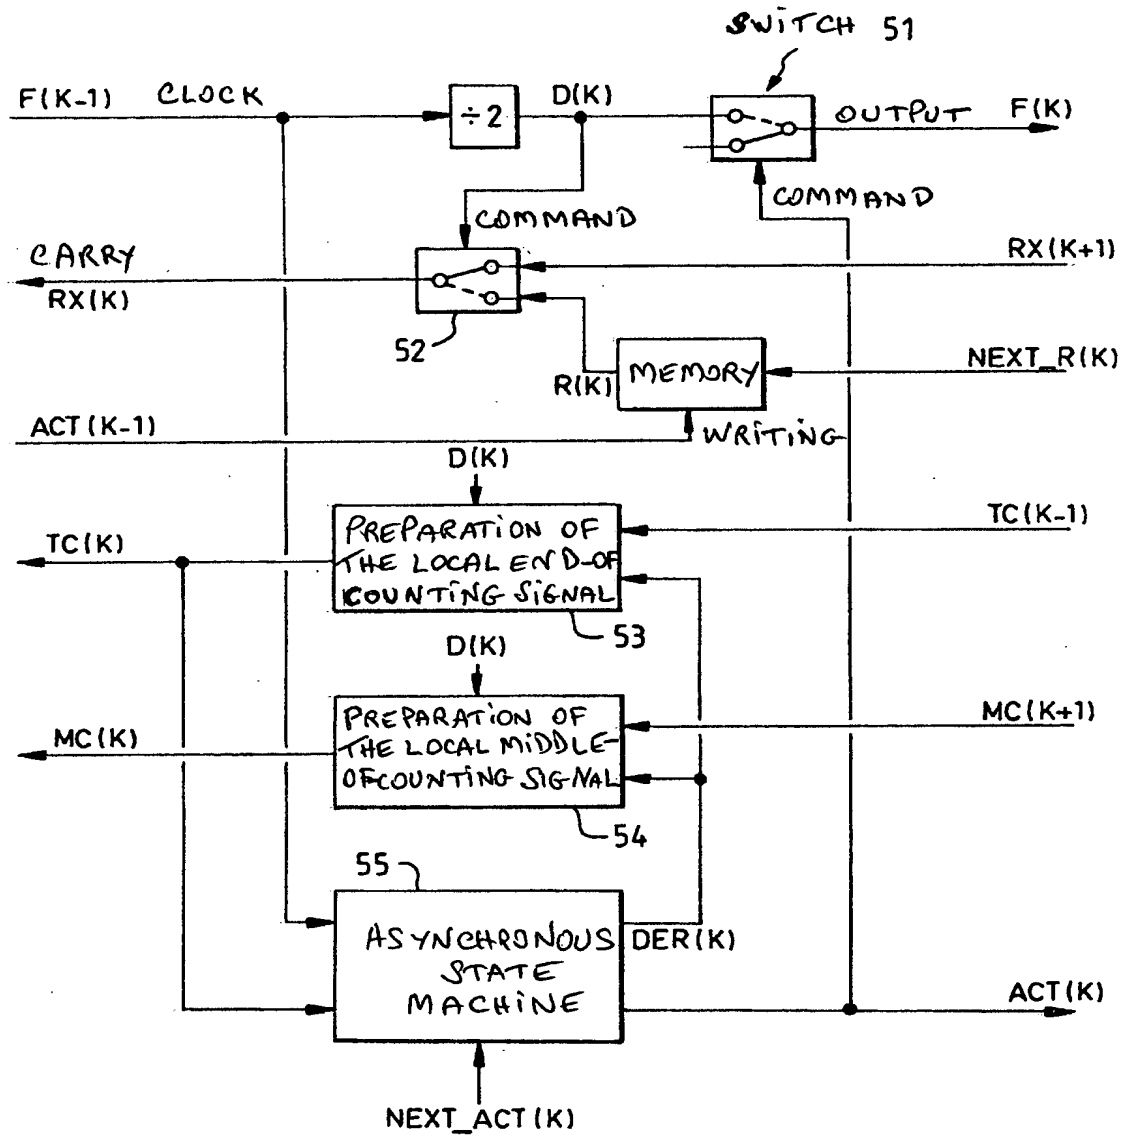 SWITCH 51
F(K-1) CLOCK
÷2
D(K)
OUTPUT
F(K)
COMMAND
COMMAND
CARRY
RX(K)
RX(K+1)
52
R(K)
MEMORY
NEXT_R(K)
ACT(K-1)
WRITING
D(K)
TC(K)
PREPARATION OF
THE LOCAL END-OF
COUNTING SIGNAL
TC(K-1)
53
D(K)
MC(K)
PREPARATION OF
THE LOCAL MIDDLE-
OFCOUNTING SIGNAL
MC(K+1)
54
55
ASYNCHRONOUS
STATE
MACHINE
DER(K)
ACT(K)
NEXT_ACT(K)